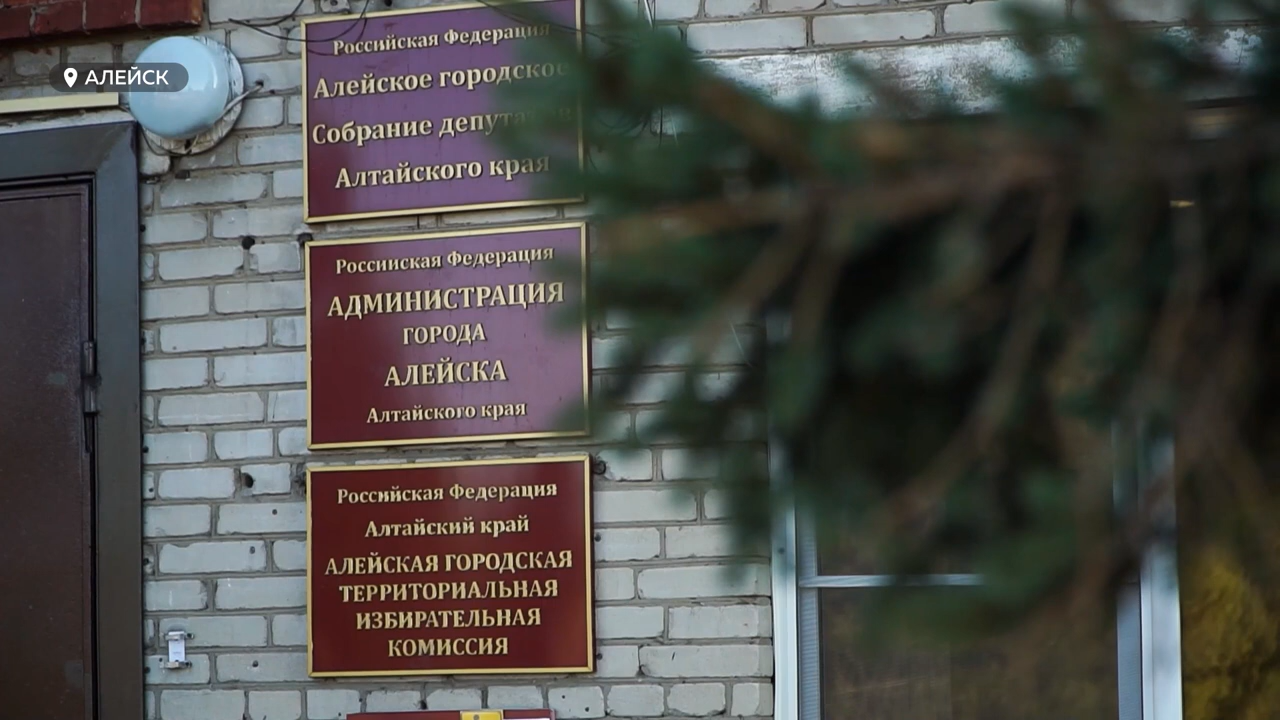 АЛЕЙСК
Российская Федерация
Алейское городское
Собрание депутатов
Алтайского края
Российская Федерация
АДМИНИСТРАЦИЯ
ГОРОДА
АЛЕЙСКА
Алтайского края
Российская Федерация
Алтайский край
АЛЕЙСКАЯ ГОРОДСКАЯ
ТЕРРИТОРИАЛЬНАЯ
ИЗБИРАТЕЛЬНАЯ
КОМИССИЯ